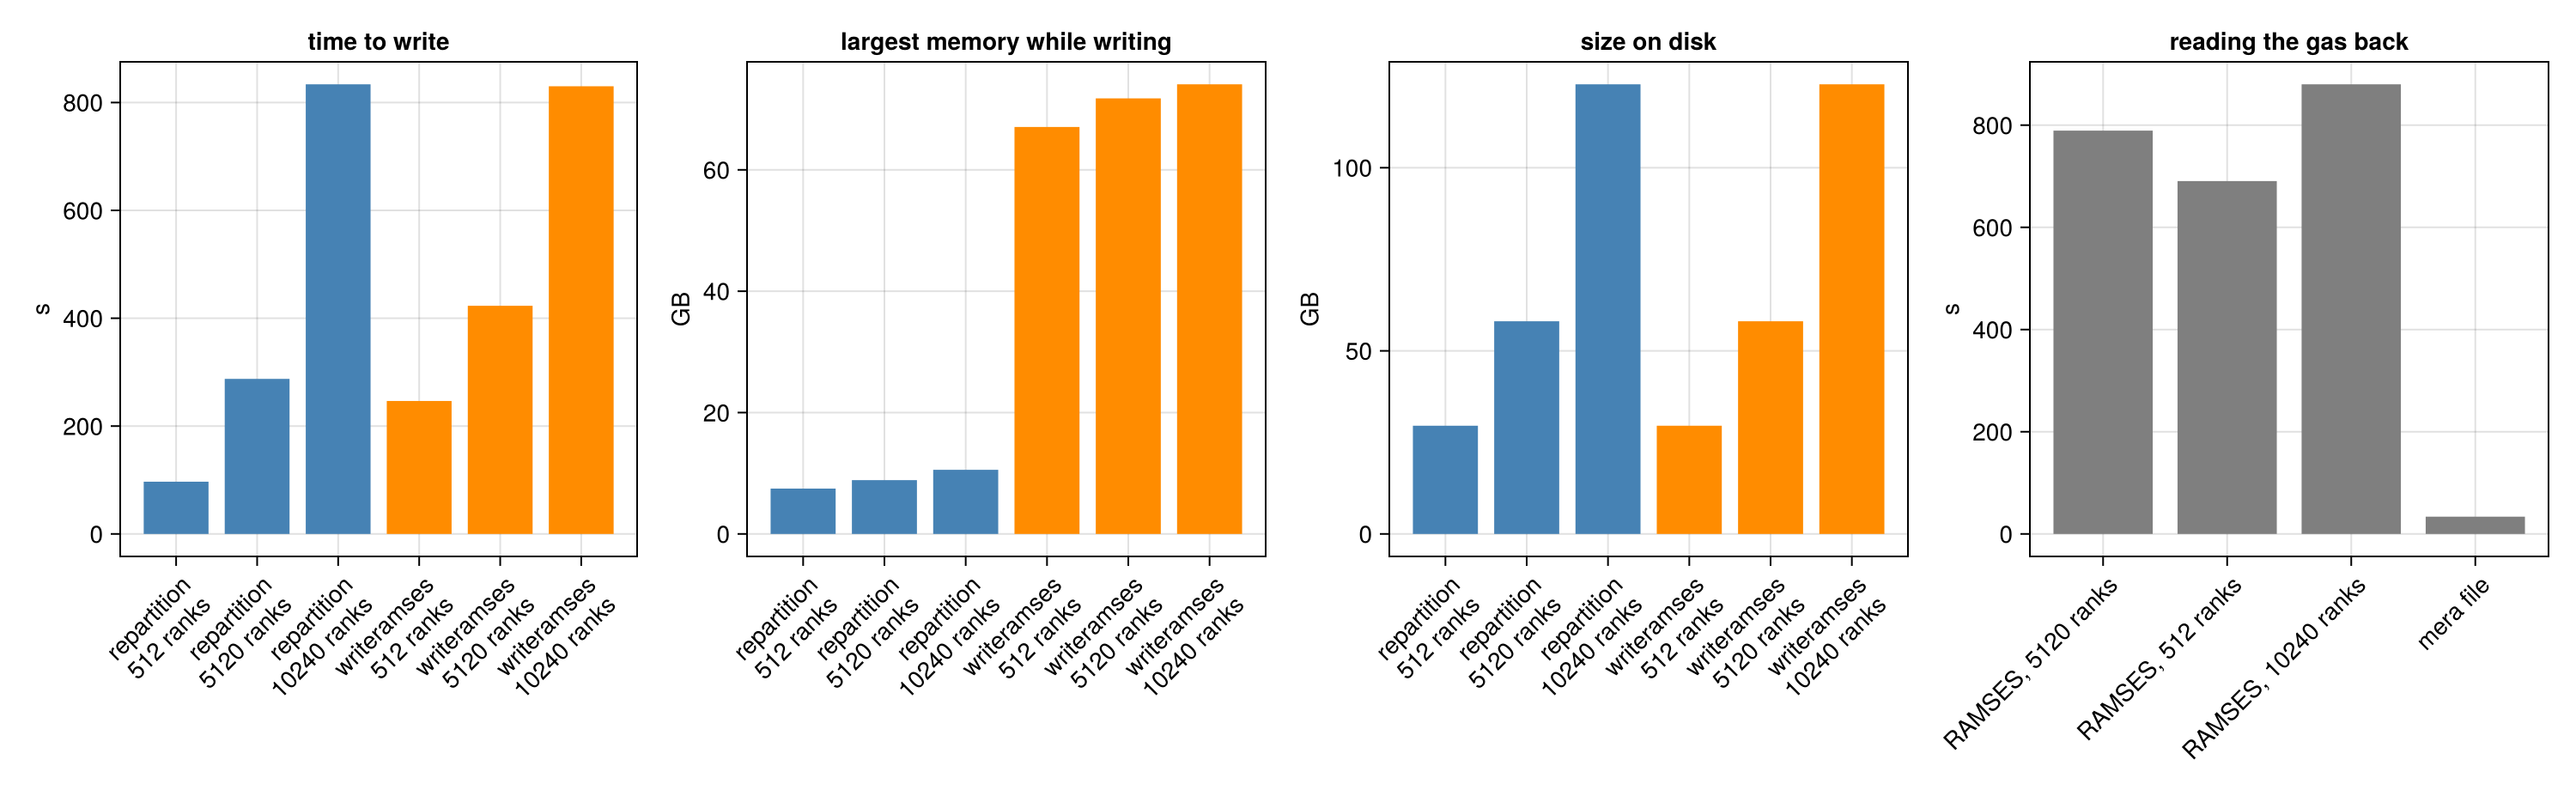 time to write
s
800
600
400
200
0
repartition
512 ranks
repartition
5120 ranks
repartition
10240 ranks
writeramses
512 ranks
writeramses
5120 ranks
writeramses
10240 ranks
largest memory while writing
GB
60
40
20
0
repartition
512 ranks
repartition
5120 ranks
repartition
10240 ranks
writeramses
512 ranks
writeramses
5120 ranks
writeramses
10240 ranks
size on disk
GB
100
50
0
repartition
512 ranks
repartition
5120 ranks
repartition
10240 ranks
writeramses
512 ranks
writeramses
5120 ranks
writeramses
10240 ranks
reading the gas back
s
800
600
400
200
0
RAMSES, 5120 ranks
RAMSES, 512 ranks
RAMSES, 10240 ranks
mera file